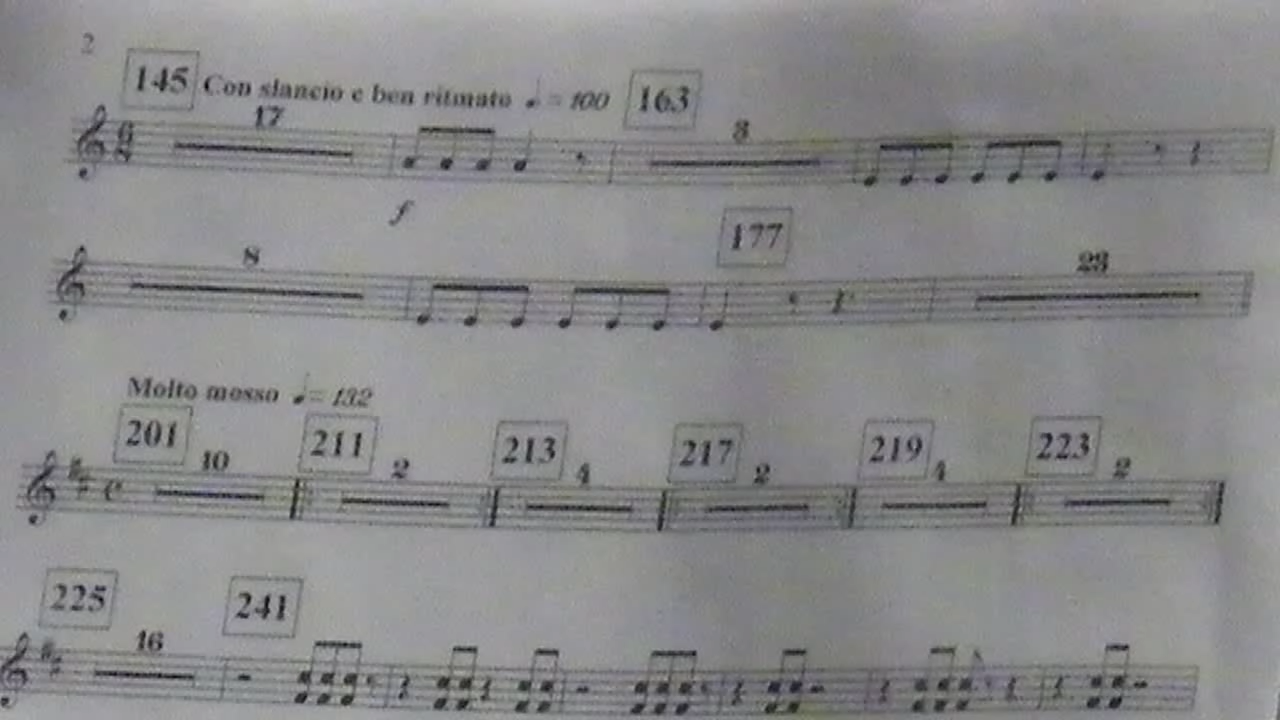 2
145 Con slancio e ben ritmato ♩. = 100 163
17 3
f
177
8 23
Molto mosso ♩ = 132
201 211 213 217 219 223
10 2 4 2 4 2
225 241
16